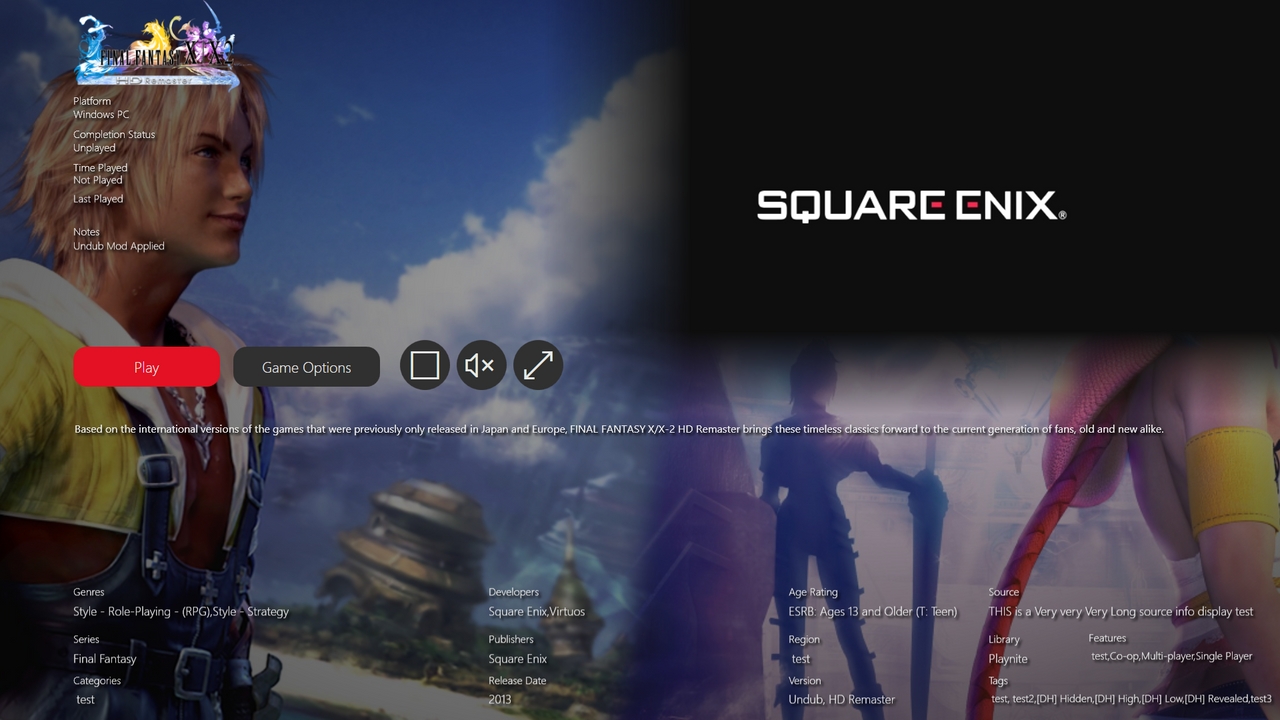 FINAL FANTASY X X-2
HD Remaster
Platform
Windows PC
Completion Status
Unplayed
Time Played
Not Played
Last Played
Notes
Undub Mod Applied
SQUARE ENIX®
Play
Game Options
Based on the international versions of the games that were previously only released in Japan and Europe, FINAL FANTASY X/X-2 HD Remaster brings these timeless classics forward to the current generation of fans, old and new alike.
Genres
Style - Role-Playing - (RPG),Style - Strategy
Series
Final Fantasy
Categories
test
Developers
Square Enix,Virtuos
Publishers
Square Enix
Release Date
2013
Age Rating
ESRB: Ages 13 and Older (T: Teen)
Region
test
Version
Undub, HD Remaster
Source
THIS is a Very very Very Long source info display test
Library
Playnite
Features
test,Co-op,Multi-player,Single Player
Tags
test, test2,[DH] Hidden,[DH] High,[DH] Low,[DH] Revealed,test3